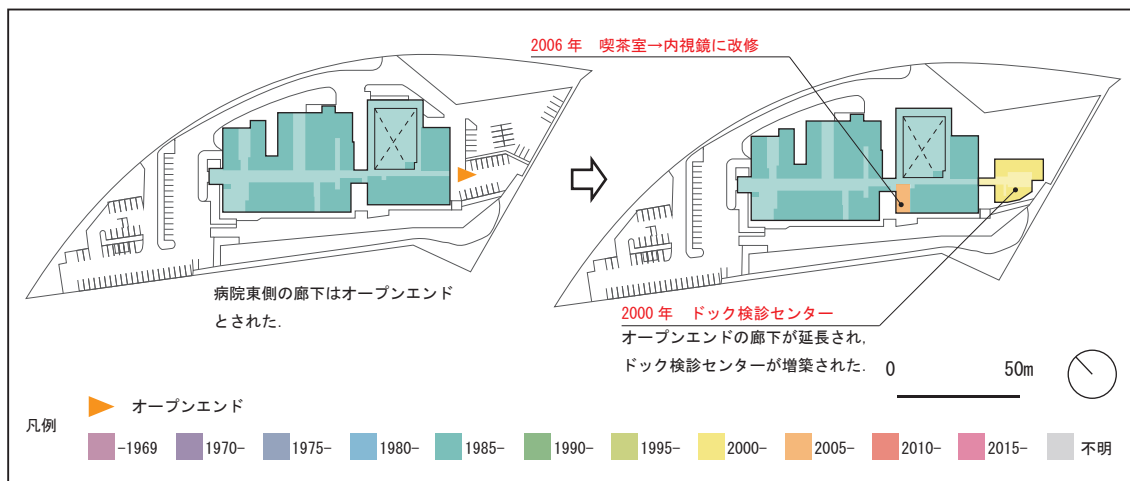 2006 年　喫茶室→内視鏡に改修
病院東側の廊下はオープンエンド
とされた.
2000 年　ドック検診センター
オープンエンドの廊下が延長され,
ドック検診センターが増築された.
0 50m
オープンエンド
凡例
-1969 1970- 1975- 1980- 1985- 1990- 1995- 2000- 2005- 2010- 2015- 不明